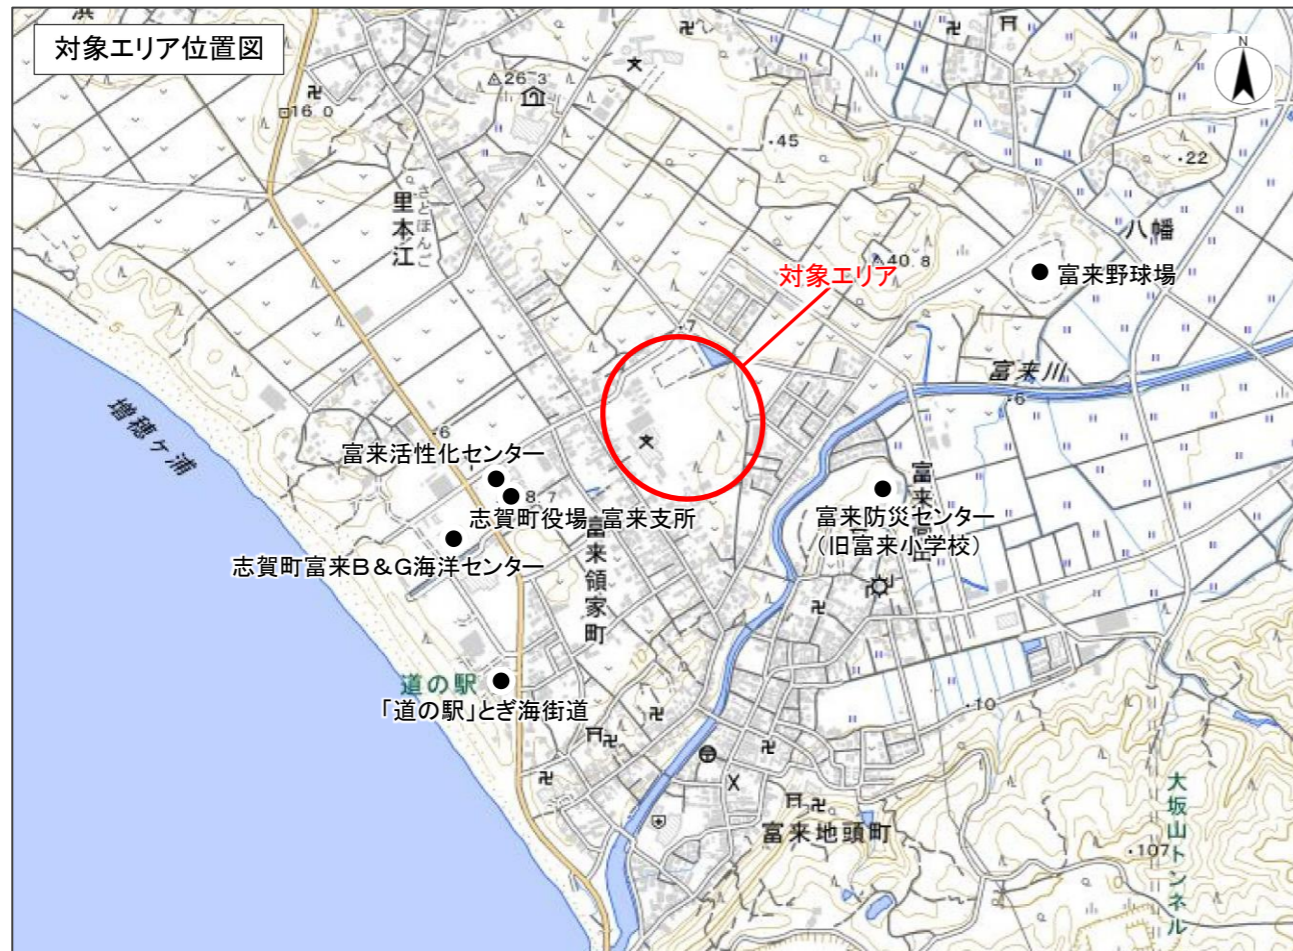 対象エリア位置図
浜
N
26.3
16.0
45
22
里本江
さとほんご
八幡
40.8
対象エリア
富来野球場
7
富来川
6
5
増穂ケ浦
6
富来活性化センター
8.7
志賀町役場 富来支所
志賀町富来B&G海洋センター
富来領家町
富来高田
富来防災センター
(旧富来小学校)
10
道の駅
「道の駅」とぎ海街道
10
富来地頭町
大坂山トンネル
107